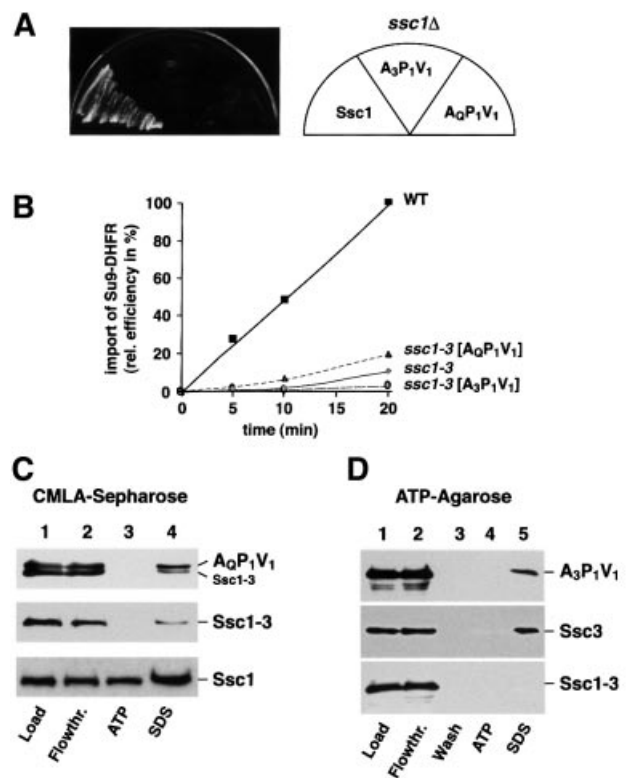 A
ssc1Δ
Ssc1
A3P1V1
AQP1V1
B
import of Su9-DHFR
(rel. efficiency in %)
100
80
60
40
20
0
0 5 10 15 20
time (min)
WT
ssc1-3 [AQP1V1]
ssc1-3
ssc1-3 [A3P1V1]
C
CMLA-Sepharose
1 2 3 4
AQP1V1
Ssc1-3
Ssc1-3
Ssc1
Load Flowthr. ATP SDS
D
ATP-Agarose
1 2 3 4 5
A3P1V1
Ssc3
Ssc1-3
Load Flowthr. Wash ATP SDS